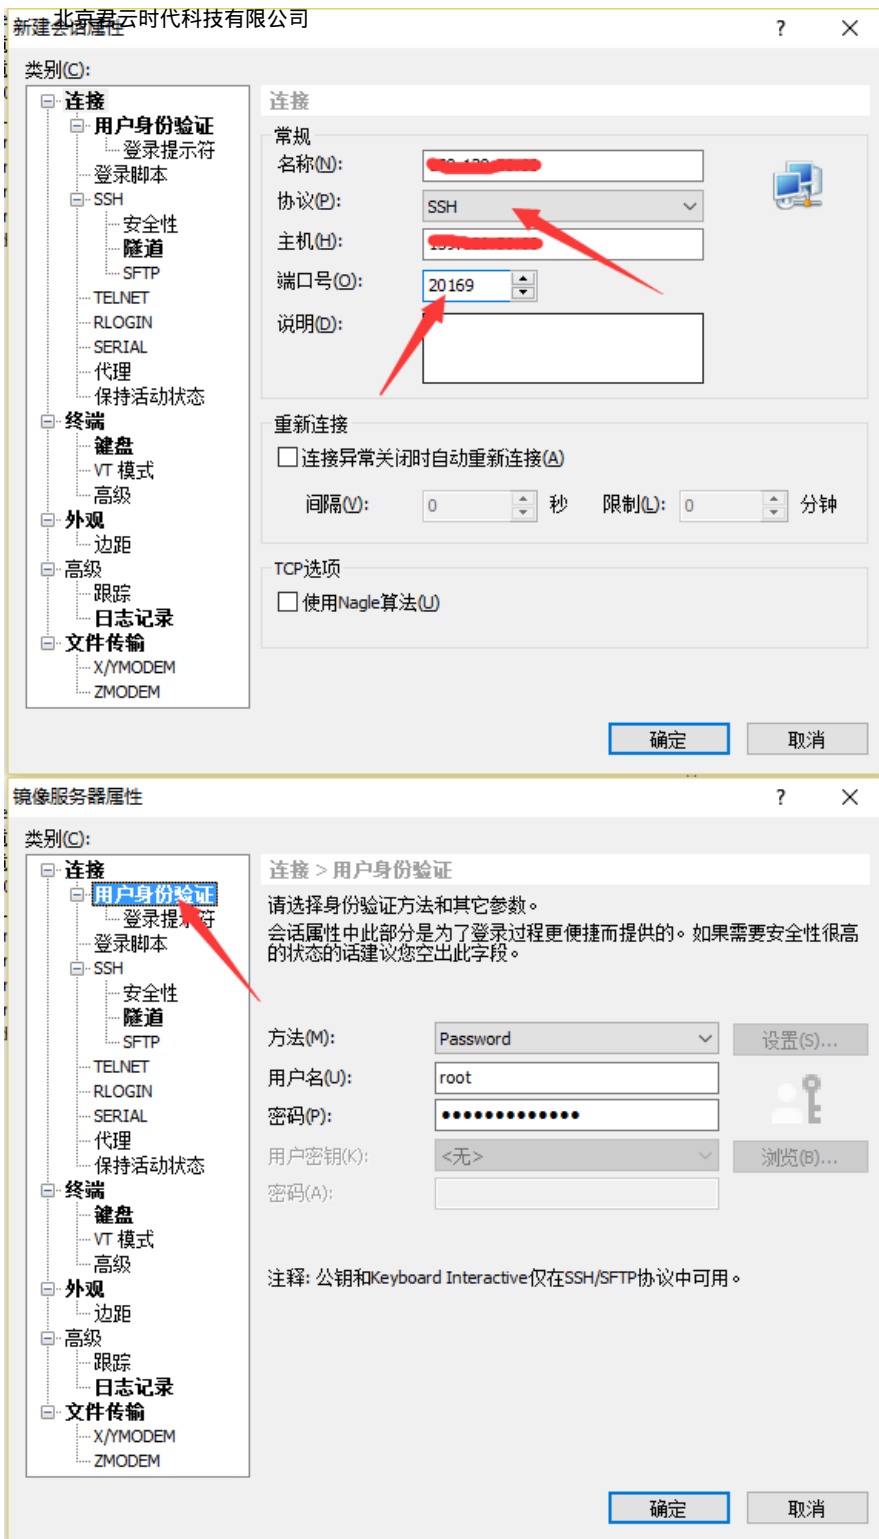 北京君云时代科技有限公司
新建会话属性
?
类别(C):
连接
用户身份验证
登录提示符
登录脚本
SSH
安全性
隧道
SFTP
TELNET
RLOGIN
SERIAL
代理
保持活动状态
终端
键盘
VT 模式
高级
外观
边距
高级
跟踪
日志记录
文件传输
X/YMODEM
ZMODEM
连接
常规
名称(N):
协议(P): SSH
主机(H):
端口号(O): 20169
说明(D):
重新连接
连接异常关闭时自动重新连接(A)
间隔(V): 0 秒 限制(L): 0 分钟
TCP选项
使用Nagle算法(U)
确定 取消
镜像服务器属性
?
类别(C):
连接
用户身份验证
登录提示符
登录脚本
SSH
安全性
隧道
SFTP
TELNET
RLOGIN
SERIAL
代理
保持活动状态
终端
键盘
VT 模式
高级
外观
边距
高级
跟踪
日志记录
文件传输
X/YMODEM
ZMODEM
连接 > 用户身份验证
请选择身份验证方法和其它参数。
会话属性中此部分是为了登录过程更便捷而提供的。如果需要安全性很高
的状态的话建议您空出此字段。
方法(M): Password 设置(S)...
用户名(U): root
密码(P): •••••••••••••
用户密钥(K): <无> 浏览(B)...
密码(A):
注释: 公钥和Keyboard Interactive仅在SSH/SFTP协议中可用。
确定 取消